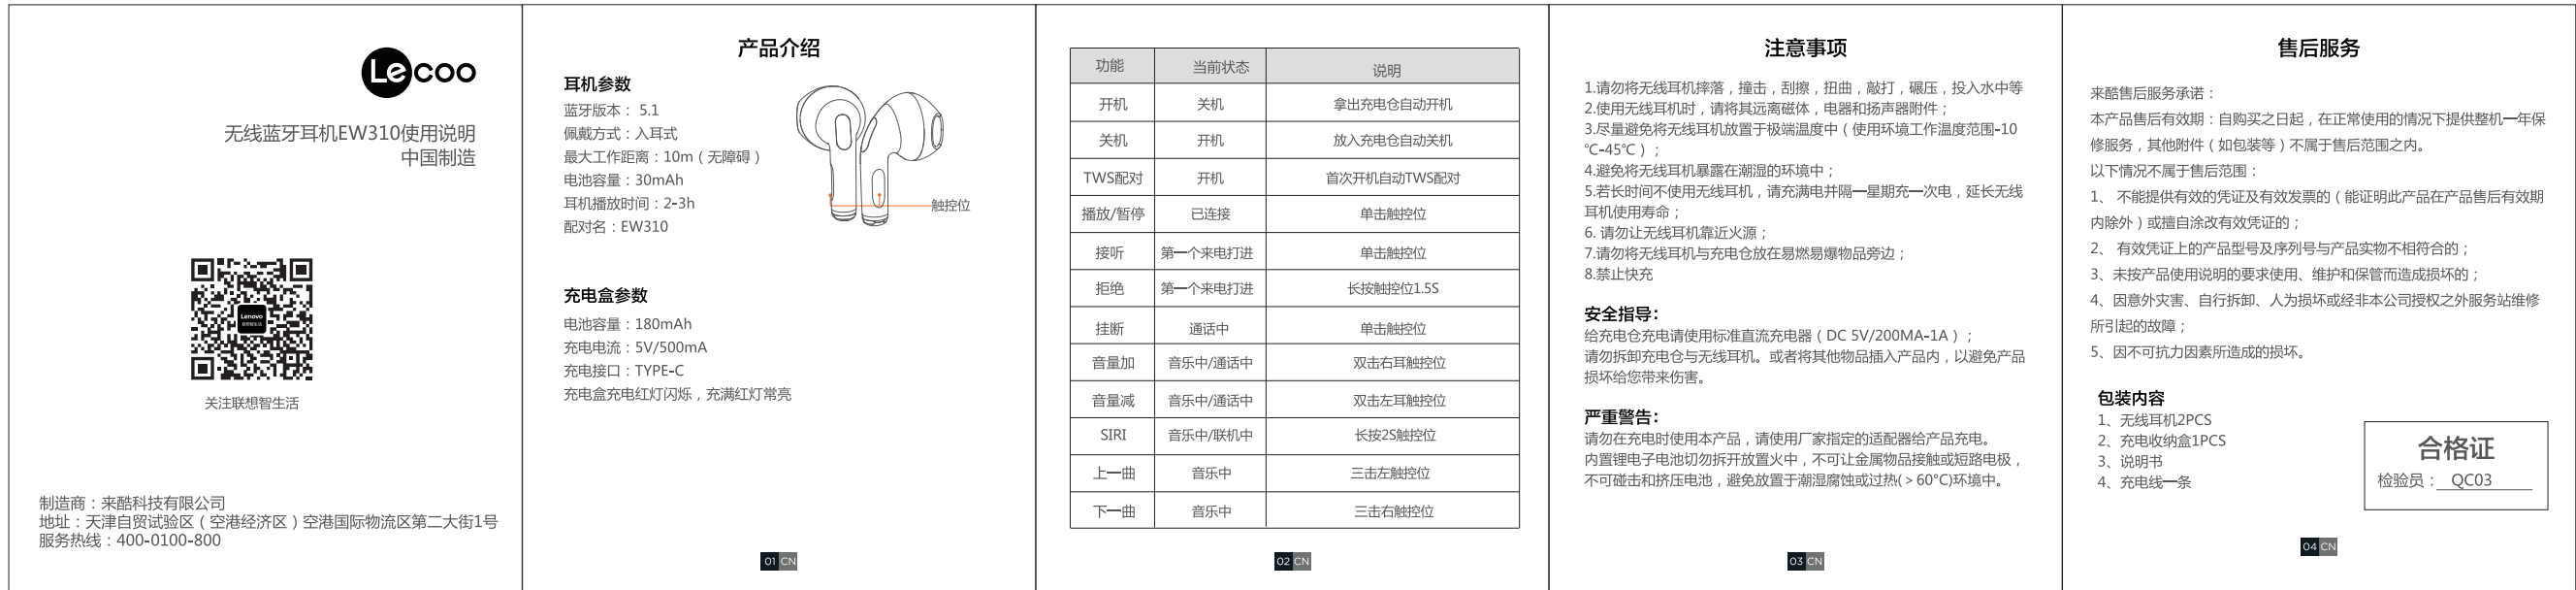 Lecoo
无线蓝牙耳机EW310使用说明
中国制造
Lenovo
关注联想智生活
制造商：来酷科技有限公司
地址：天津自贸试验区（空港经济区）空港国际物流区第二大街1号
服务热线：400-0100-800
产品介绍
耳机参数
蓝牙版本： 5.1
佩戴方式：入耳式
最大工作距离：10m（无障碍）
电池容量：30mAh
耳机播放时间：2-3h
配对名：EW310
触控位
充电盒参数
电池容量：180mAh
充电电流：5V/500mA
充电接口：TYPE-C
充电盒充电红灯闪烁，充满红灯常亮
01 CN
功能 当前状态 说明
开机 关机 拿出充电仓自动开机
关机 开机 放入充电仓自动关机
TWS配对 开机 首次开机自动TWS配对
播放/暂停 已连接 单击触控位
接听 第一个来电打进 单击触控位
拒绝 第一个来电打进 长按触控位1.5S
挂断 通话中 单击触控位
音量加 音乐中/通话中 双击右耳触控位
音量减 音乐中/通话中 双击左耳触控位
SIRI 音乐中/联机中 长按2S触控位
上一曲 音乐中 三击左触控位
下一曲 音乐中 三击右触控位
02 CN
注意事项
1.请勿将无线耳机摔落，撞击，刮擦，扭曲，敲打，碾压，投入水中等
2.使用无线耳机时，请将其远离磁体，电器和扬声器附件；
3.尽量避免将无线耳机放置于极端温度中（使用环境工作温度范围-10
℃-45℃）；
4.避免将无线耳机暴露在潮湿的环境中；
5.若长时间不使用无线耳机，请充满电并隔一星期充一次电，延长无线
耳机使用寿命；
6. 请勿让无线耳机靠近火源；
7.请勿将无线耳机与充电仓放在易燃易爆物品旁边；
8.禁止快充
安全指导：
给充电仓充电请使用标准直流充电器（DC 5V/200MA-1A）；
请勿拆卸充电仓与无线耳机。或者将其他物品插入产品内，以避免产品
损坏给您带来伤害。
严重警告：
请勿在充电时使用本产品，请使用厂家指定的适配器给产品充电。
内置锂电子电池切勿拆开放置火中，不可让金属物品接触或短路电极，
不可碰击和挤压电池，避免放置于潮湿腐蚀或过热(＞60°C)环境中。
03 CN
售后服务
来酷售后服务承诺：
本产品售后有效期：自购买之日起，在正常使用的情况下提供整机一年保
修服务，其他附件（如包装等）不属于售后范围之内。
以下情况不属于售后范围：
1、 不能提供有效的凭证及有效发票的（能证明此产品在产品售后有效期
内除外）或擅自涂改有效凭证的；
2、 有效凭证上的产品型号及序列号与产品实物不相符合的；
3、未按产品使用说明的要求使用、维护和保管而造成损坏的；
4、因意外灾害、自行拆卸、人为损坏或经非本公司授权之外服务站维修
所引起的故障；
5、因不可抗力因素所造成的损坏。
包装内容
1、无线耳机2PCS
2、充电收纳盒1PCS
3、说明书
4、充电线一条
合格证
检验员： QC03
04 CN